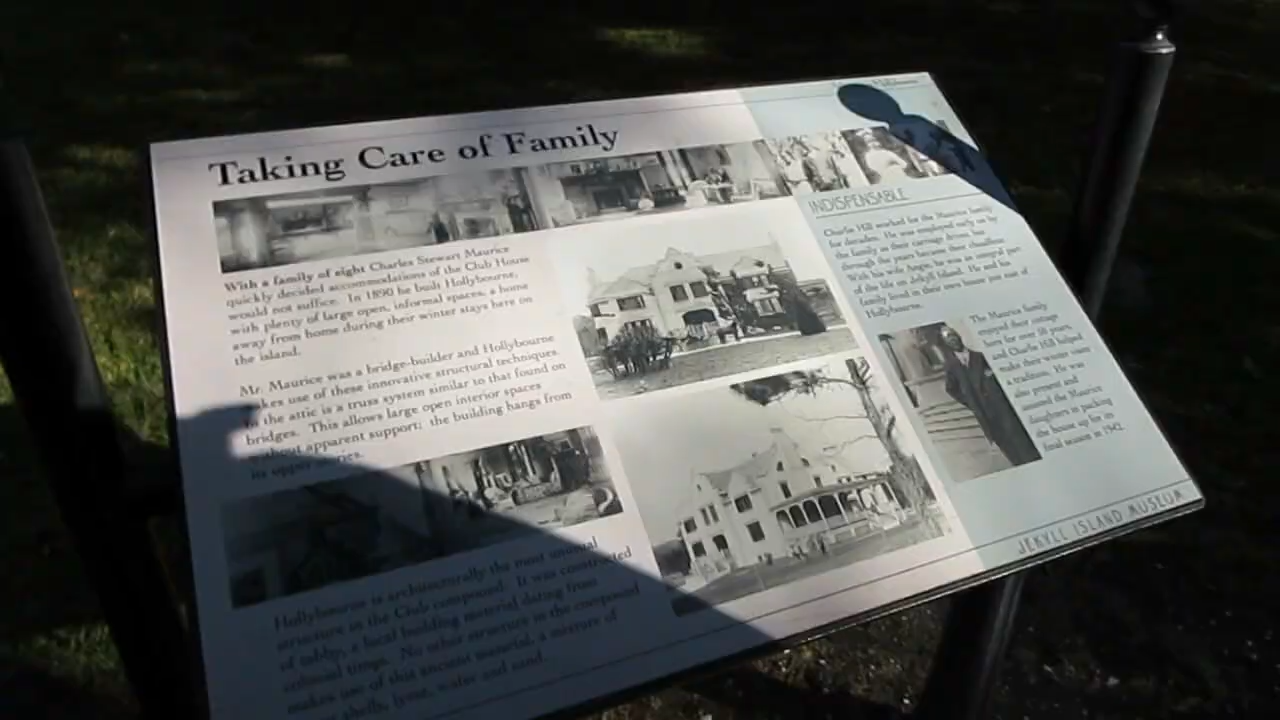 Taking Care of Family
With a family of eight Charles Stewart Maurice
quickly decided accommodations of the Club House
would not suffice. In 1890 he built Hollybourne,
with plenty of large open, informal spaces, a home
away from home during their winter stays here on
the island.
Mr. Maurice was a bridge-builder and Hollybourne
makes use of these innovative structural techniques.
In the attic is a truss system similar to that found on
bridges. This allows large open interior spaces
without apparent support; the building hangs from
its upper stories.
Hollybourne is architecturally the most unusual
structure in the Club compound. It was constructed
of tabby, a local building material dating from
colonial times. No other structure in the compound
makes use of this ancient material, a mixture of
shells, lyme, water and sand.
INDISPENSABLE
Charlie Hill worked for the Maurice family
for decades. He was employed early on by
the family as their carriage driver, but
through the years became their chauffeur.
With his wife, Angie, he was an integral part
of the life on Jekyll Island. He and his
family lived in their own house just east of
Hollybourne.
The Maurice family
enjoyed their cottage
here for over 50 years,
and Charlie Hill helped
make their winter visits
a tradition. He was
also present and
assisted the Maurice
daughters in packing
the house up for its
final season in 1942.
JEKYLL ISLAND MUSEUM